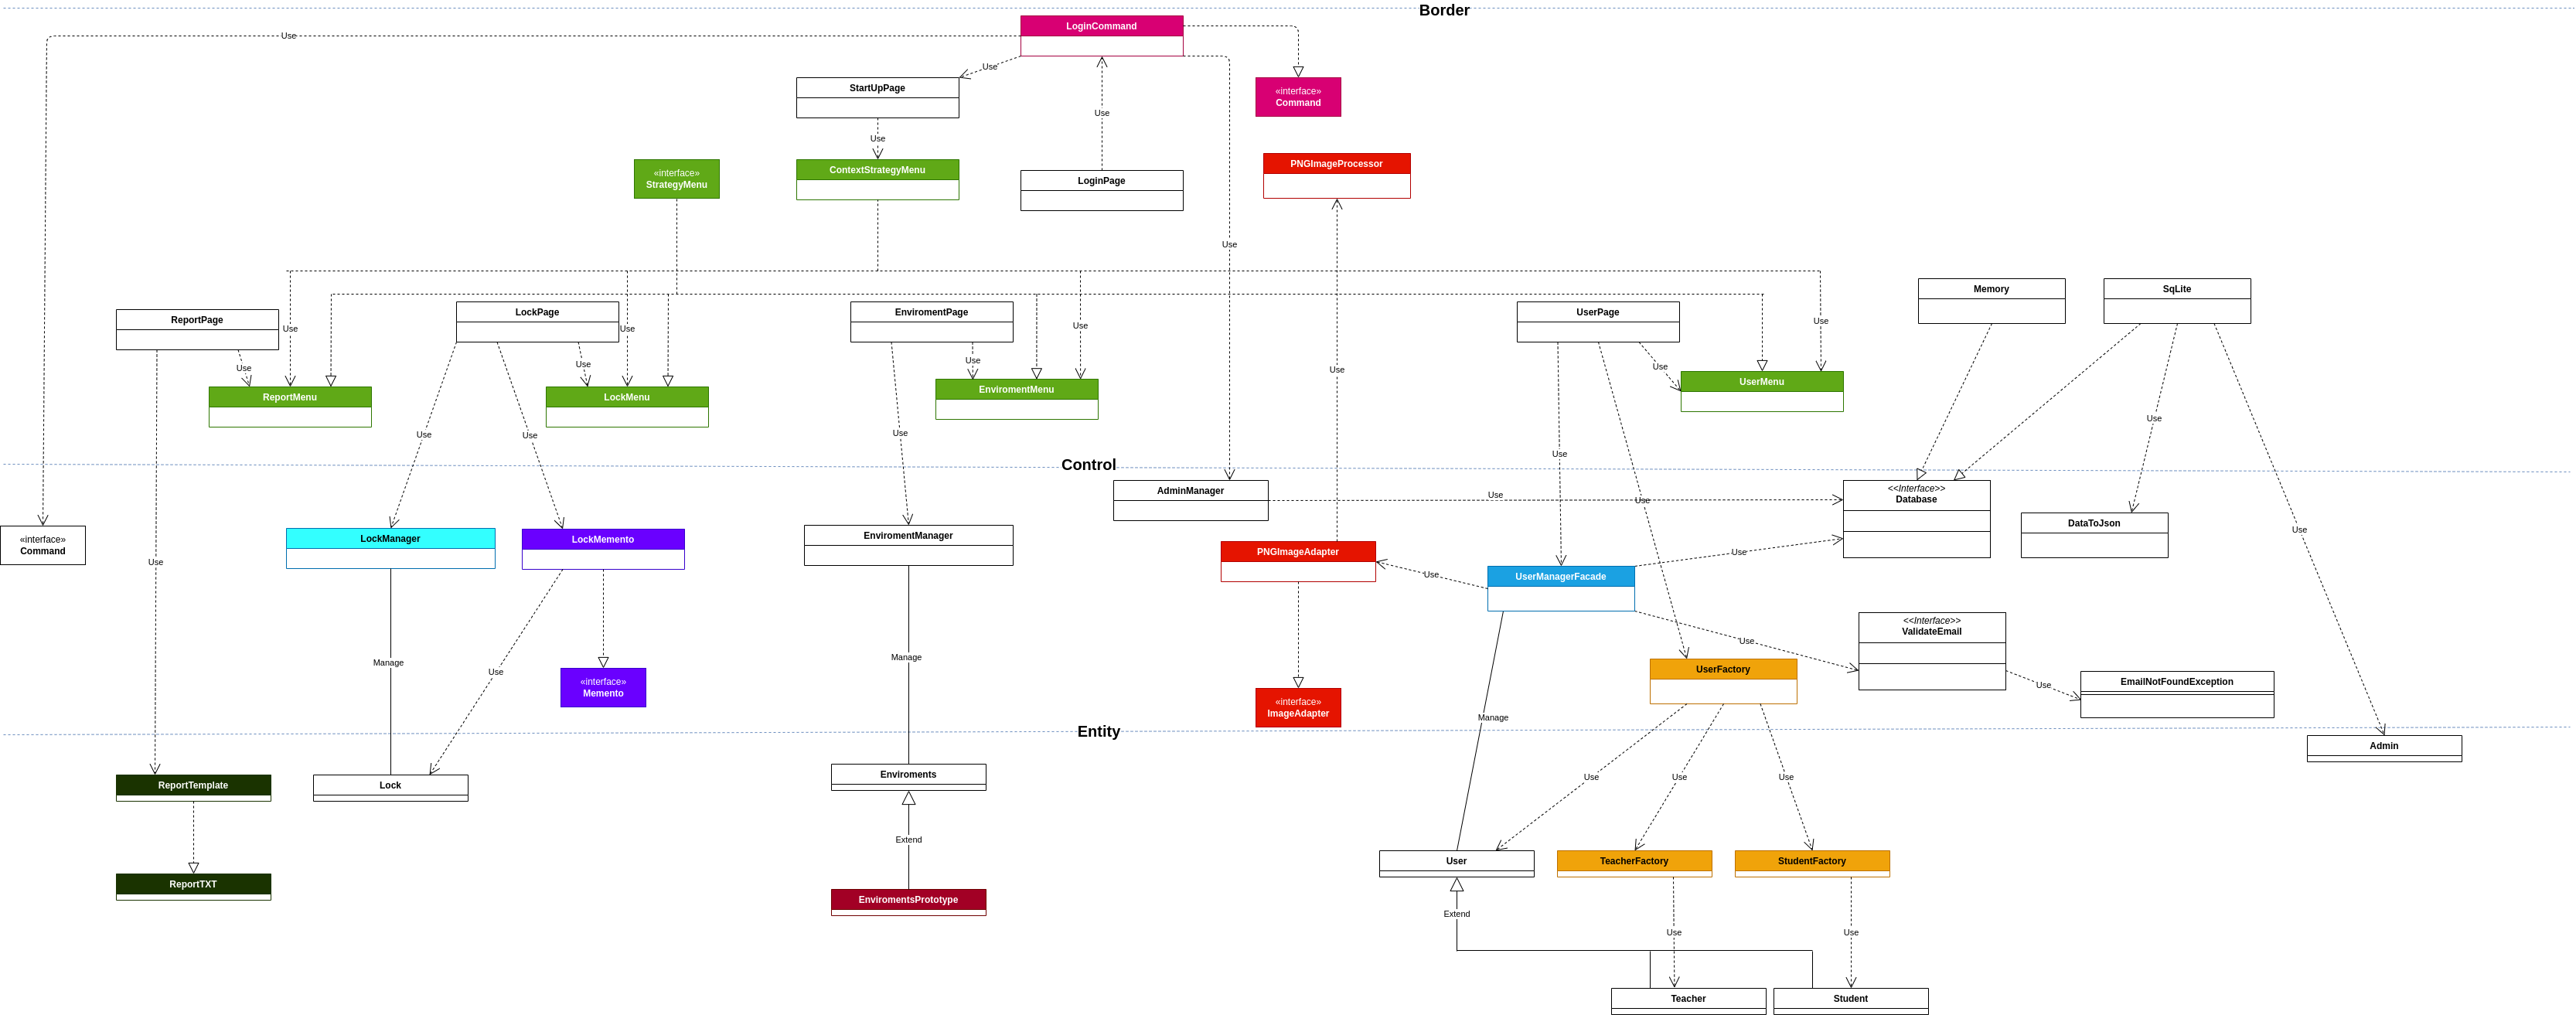 Border
LoginCommand
Use
Use
StartUpPage
«interface»
Command
Use
Use
PNGImageProcessor
«interface»
StrategyMenu
ContextStrategyMenu
LoginPage
Use
Memory
SqLite
ReportPage
LockPage
EnviromentPage
UserPage
Use
Use
Use
Use
Use
Use
Use
Use
Use
Use
ReportMenu
LockMenu
EnviromentMenu
UserMenu
Use
Use
Use
Use
Use
Control
AdminManager
Use
Use
<<Interface>>
Database
DataToJson
Use
«interface»
Command
LockManager
LockMemento
EnviromentManager
PNGImageAdapter
Use
Use
Use
UserManagerFacade
<<Interface>>
ValidateEmail
Use
Manage
Use
Manage
«interface»
Memento
UserFactory
EmailNotFoundException
Use
«interface»
ImageAdapter
Manage
Entity
Admin
ReportTemplate
Lock
Enviroments
Use
Use
Use
Extend
User
TeacherFactory
StudentFactory
ReportTXT
EnviromentsPrototype
Extend
Use
Use
Teacher
Student